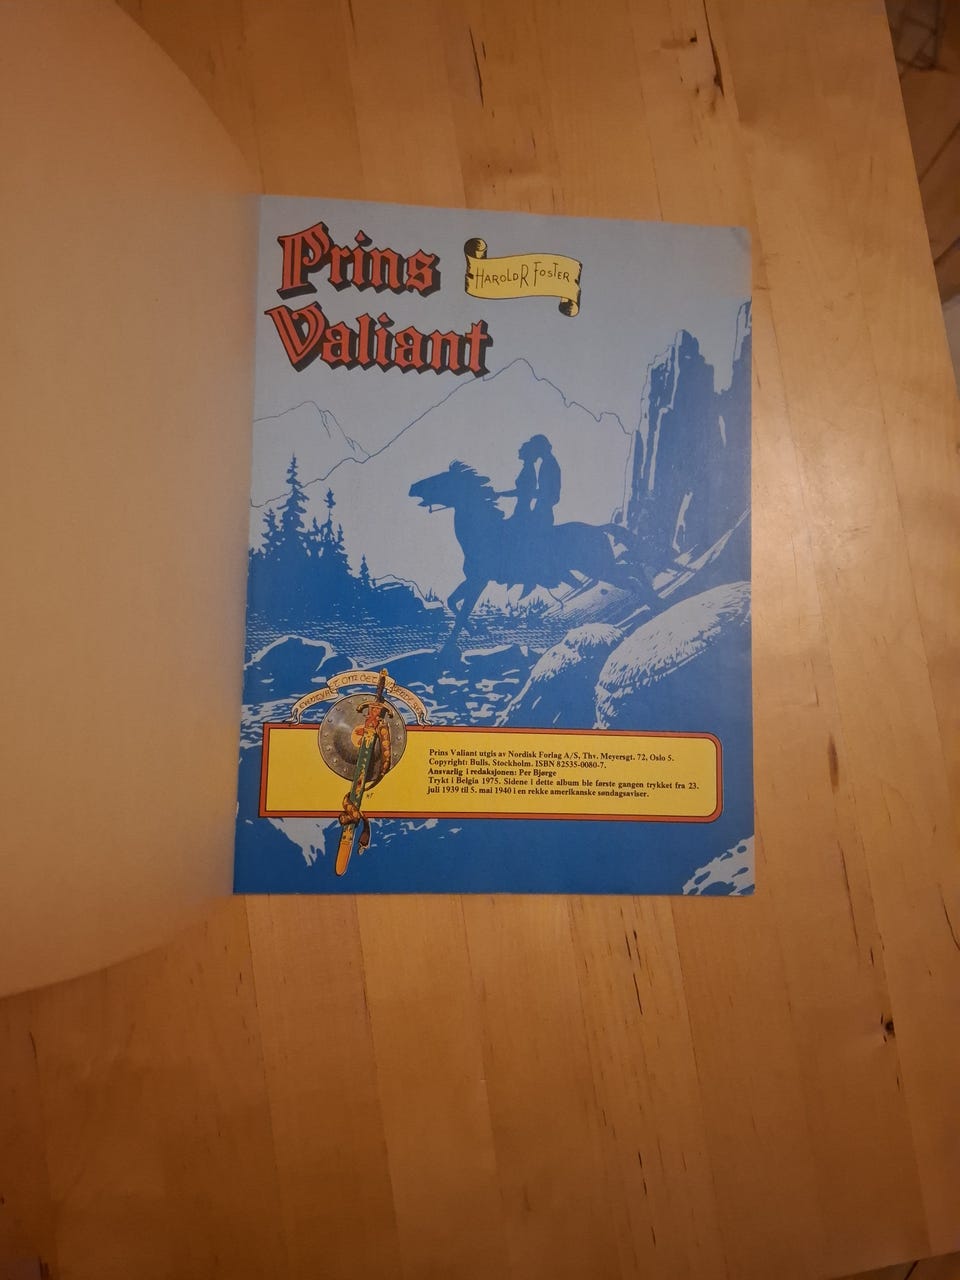 Prins
Valiant
HAROLD R FOSTER
Prins Valiant utgis av Nordisk Forlag A/S, Thv. Meyersgt. 72, Oslo 5.
Copyright: Bulls, Stockholm. ISBN 82535-0080-7.
Ansvarlig i redaksjonen: Per Bjørge
Trykt i Belgia 1975. Sidene i dette album ble første gangen trykket fra 23.
juli 1939 til 5. mai 1940 i en rekke amerikanske søndagsaviser.